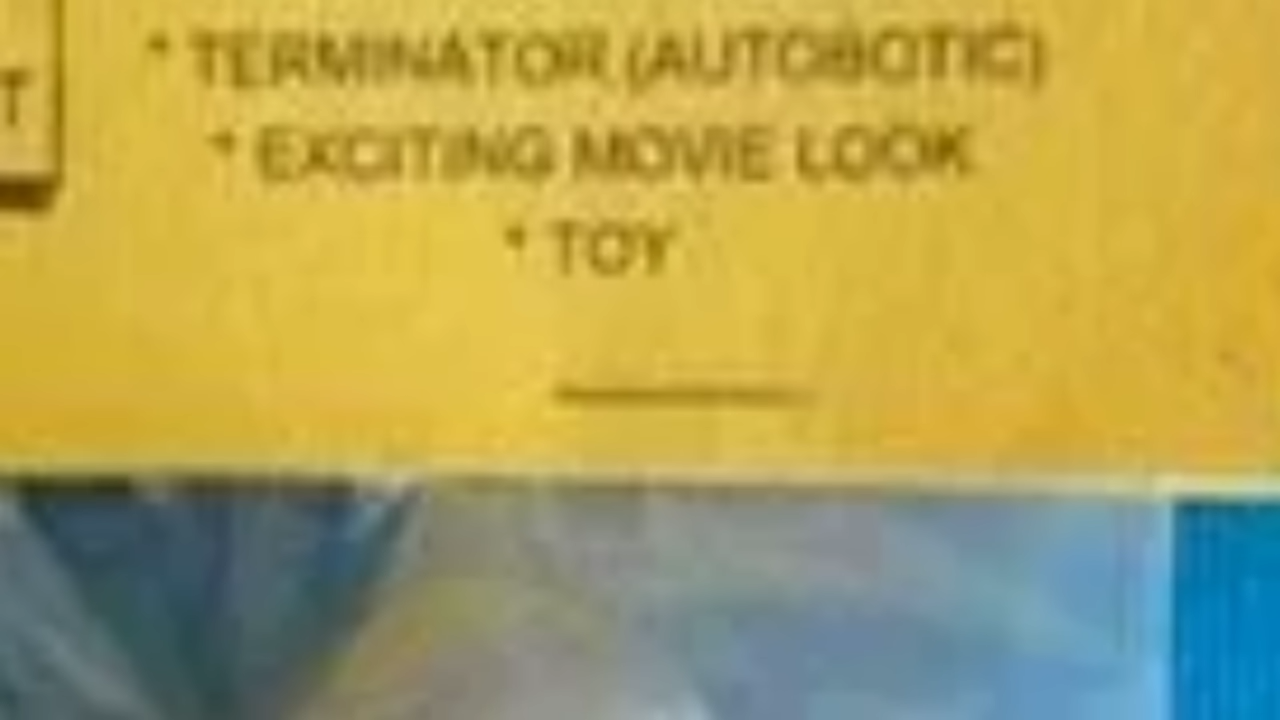 T
* TERMINATOR (AUTOBOTIC)
* EXCITING MOVIE LOOK
* TOY